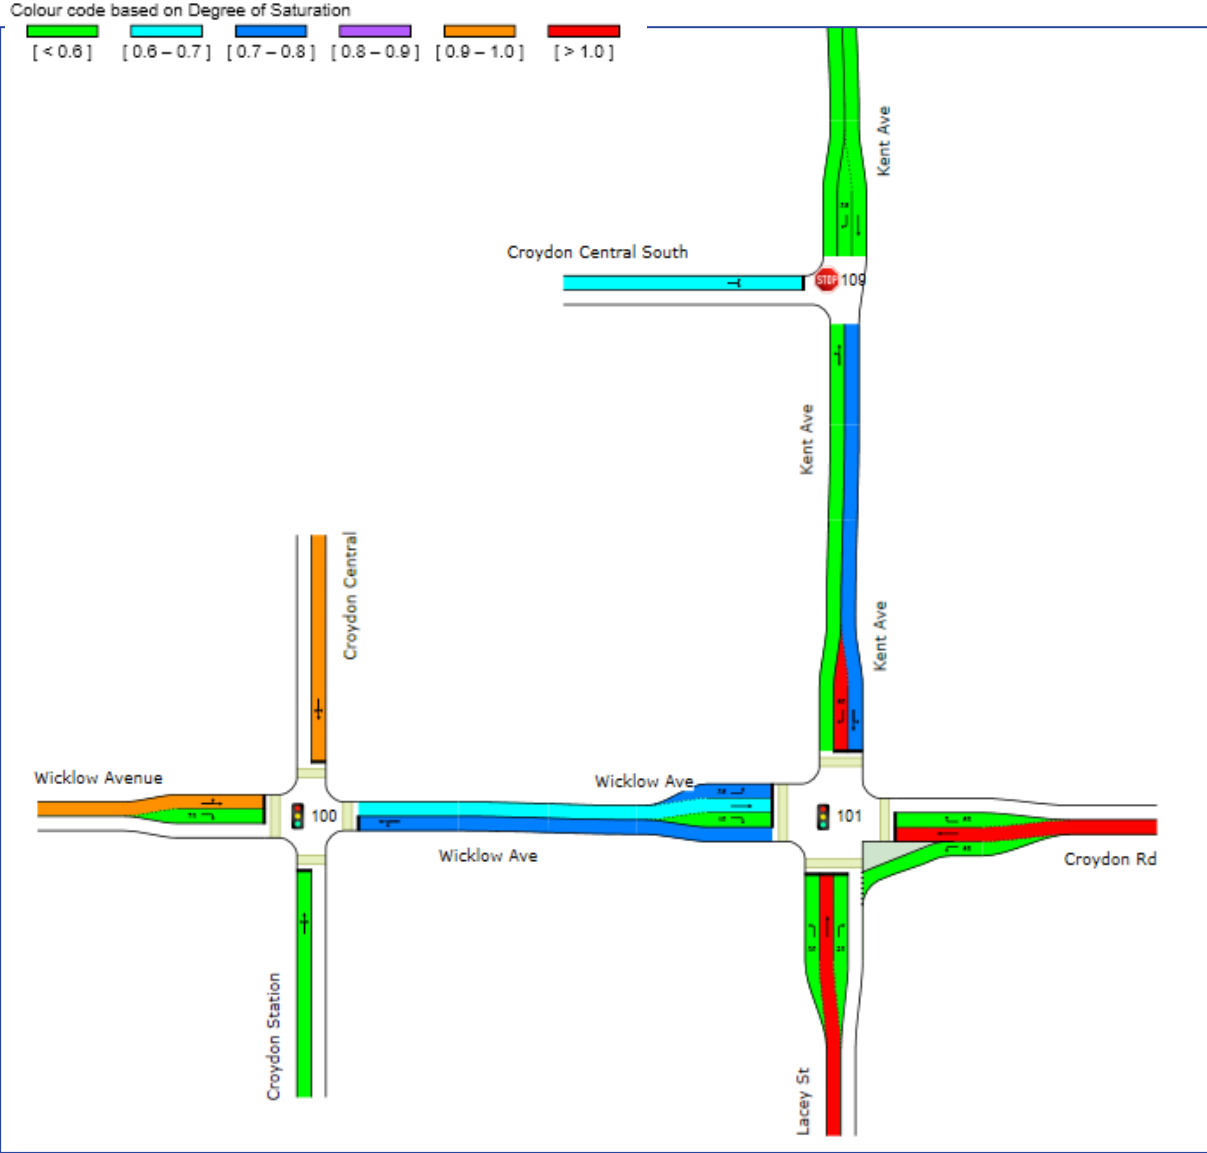 Colour code based on Degree of Saturation
[ < 0.6 ] [ 0.6 – 0.7 ] [ 0.7 – 0.8 ] [ 0.8 – 0.9 ] [ 0.9 – 1.0 ] [ > 1.0 ]
Kent Ave
Croydon Central South
STOP 109
Kent Ave
Croydon Central
Kent Ave
Wicklow Avenue
Wicklow Ave
100
101
Wicklow Ave
Croydon Rd
Croydon Station
Lacey St